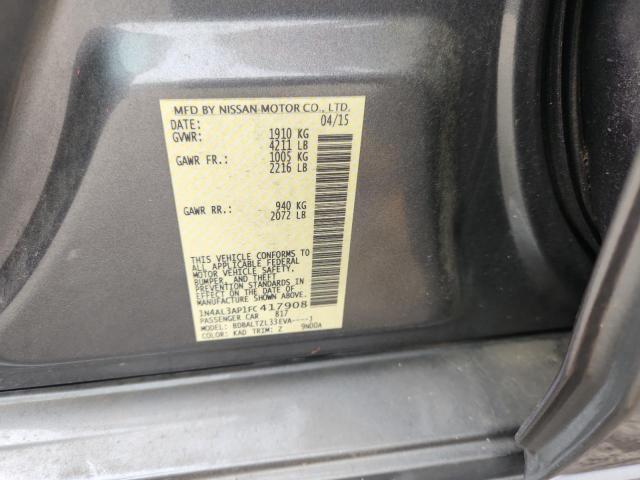 MFD BY NISSAN MOTOR CO., LTD.
DATE: 04/15
GVWR: 1910 KG
4211 LB
GAWR FR.: 1005 KG
2216 LB
GAWR RR.: 940 KG
2072 LB
THIS VEHICLE CONFORMS TO
ALL APPLICABLE FEDERAL
MOTOR VEHICLE SAFETY,
BUMPER, AND THEFT
PREVENTION STANDARDS IN
EFFECT ON THE DATE OF
MANUFACTURE SHOWN ABOVE.
1N4AL3AP1FC417908
PASSENGER CAR 817
MODEL: BDBALTZL33EVA----J
COLOR: KAD TRIM: Z 9N00A